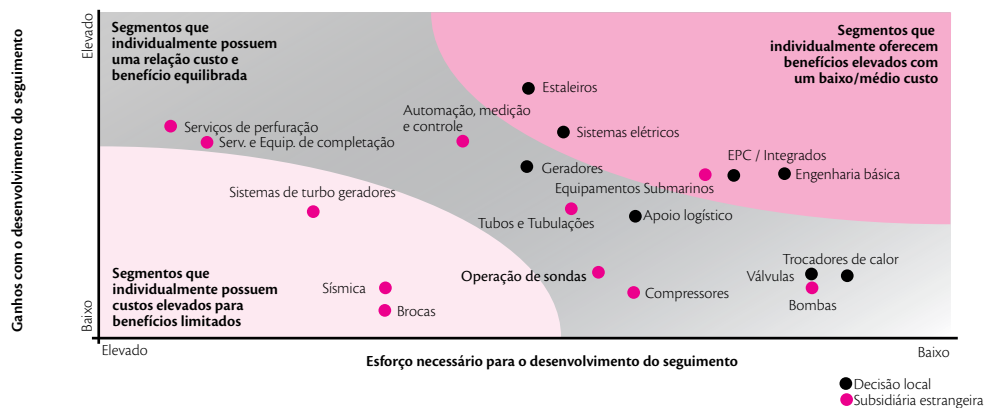 Ganhos com o desenvolvimento do seguimento
Elevado
Baixo
Segmentos que
individualmente possuem
uma relação custo e
benefício equilibrada
Segmentos que
individualmente oferecem
benefícios elevados com
um baixo/médio custo
Estaleiros
Automação, medição
e controle
Serviços de perfuração
Sistemas elétricos
Serv. e Equip. de completação
EPC / Integrados
Geradores
Engenharia básica
Equipamentos Submarinos
Sistemas de turbo geradores
Tubos e Tubulações
Apoio logístico
Segmentos que
individualmente possuem
custos elevados para
benefícios limitados
Sísmica
Brocas
Operação de sondas
Compressores
Trocadores de calor
Válvulas
Bombas
Elevado
Esforço necessário para o desenvolvimento do seguimento
Baixo
Decisão local
Subsidiária estrangeira